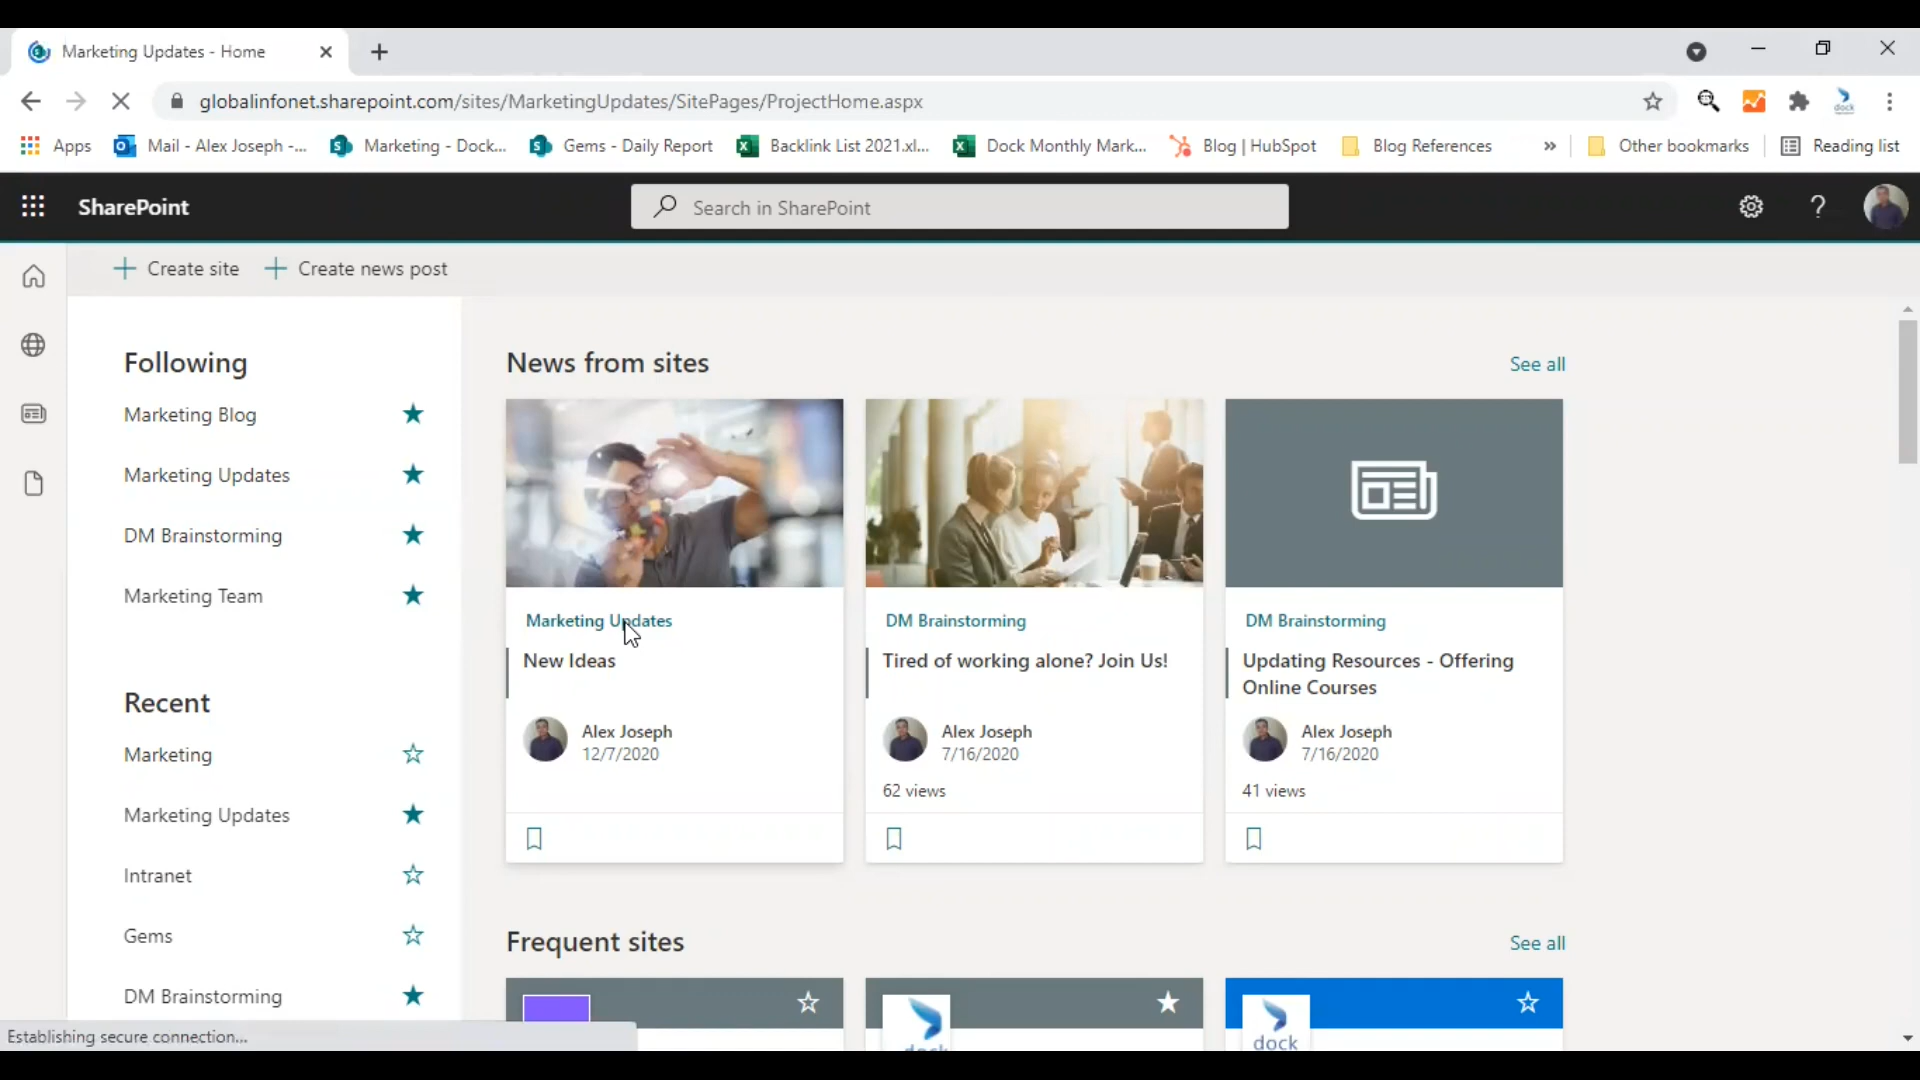 Marketing Updates - Home
globalinfonet.sharepoint.com/sites/MarketingUpdates/SitePages/ProjectHome.aspx
Apps Mail - Alex Joseph -... Marketing - Dock... Gems - Daily Report Backlink List 2021.xl... Dock Monthly Mark... Blog | HubSpot Blog References » Other bookmarks Reading list
SharePoint Search in SharePoint ?
Create site Create news post
Following
Marketing Blog
Marketing Updates
DM Brainstorming
Marketing Team
Recent
Marketing
Marketing Updates
Intranet
Gems
DM Brainstorming
News from sites See all
Marketing Updates
New Ideas
Alex Joseph
12/7/2020
DM Brainstorming
Tired of working alone? Join Us!
Alex Joseph
7/16/2020
62 views
DM Brainstorming
Updating Resources - Offering
Online Courses
Alex Joseph
7/16/2020
41 views
Frequent sites See all
dock
dock
Establishing secure connection...